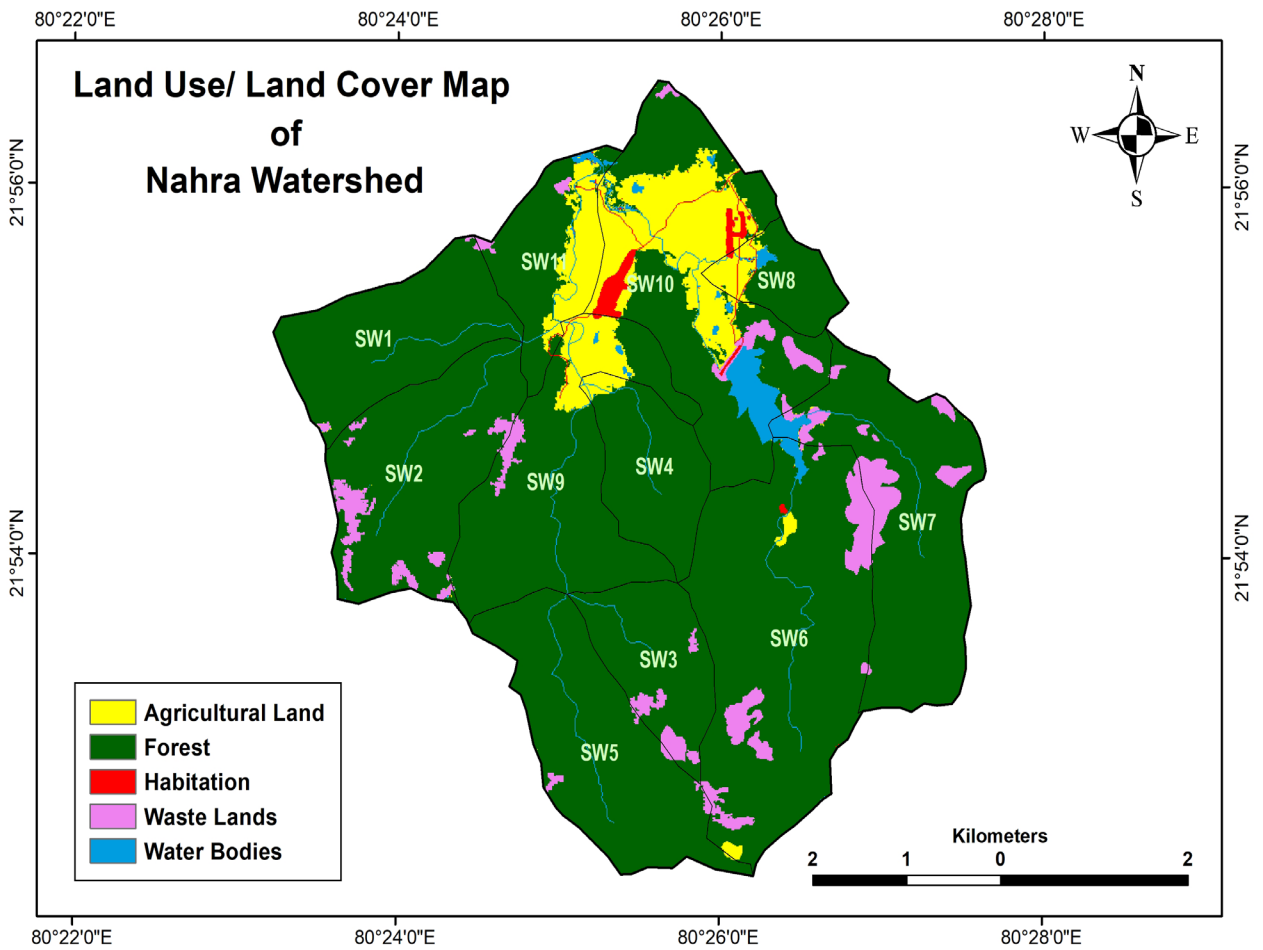 80°22'0"E 80°24'0"E 80°26'0"E 80°28'0"E
Land Use/ Land Cover Map
of
Nahra Watershed
N
W E
S
21°56'0"N
21°56'0"N
SW11
SW10
SW8
SW1
SW4
SW2
SW9
SW7
21°54'0"N
21°54'0"N
SW6
SW3
SW5
Agricultural Land
Forest
Habitation
Waste Lands
Water Bodies
Kilometers
2 1 0 2
80°22'0"E 80°24'0"E 80°26'0"E 80°28'0"E